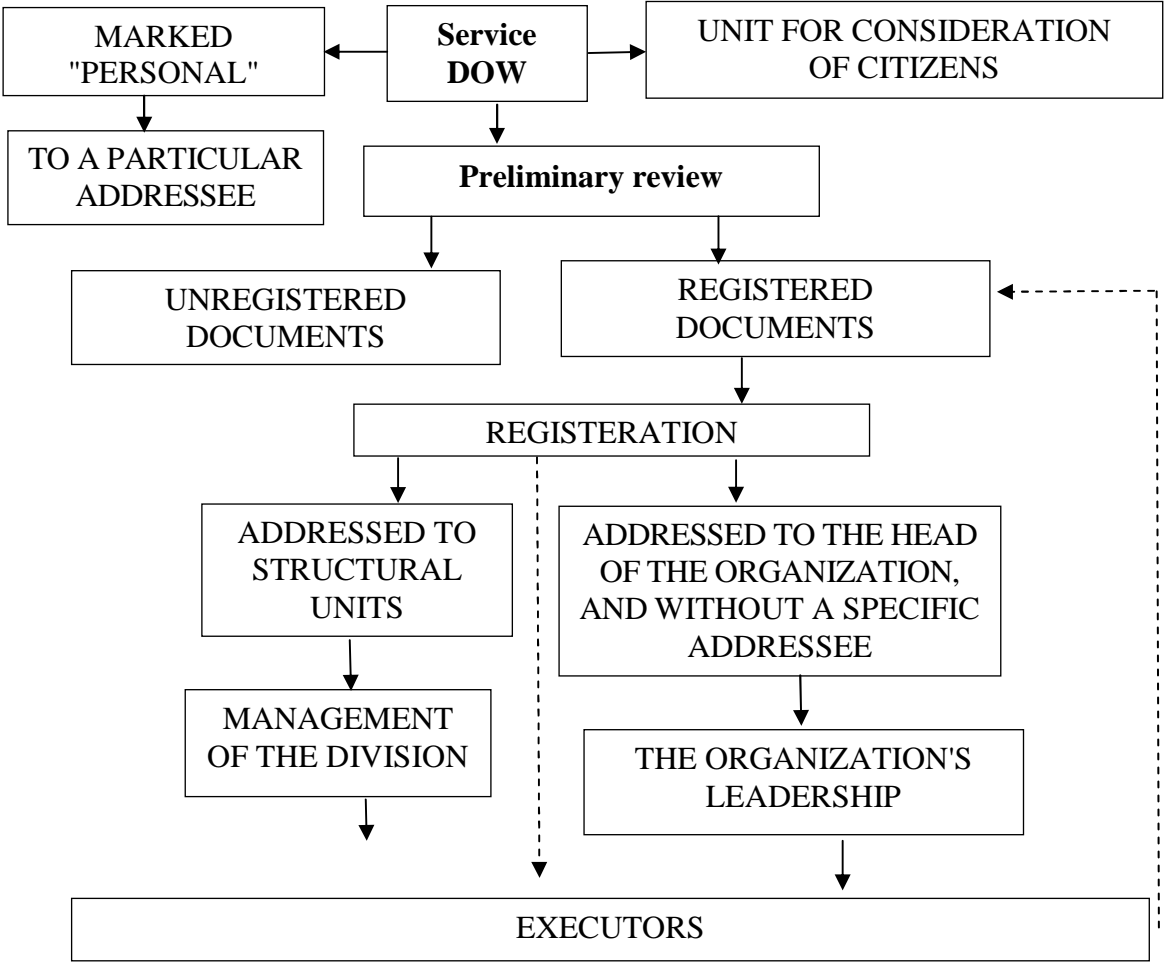 MARKED
"PERSONAL"
Service
DOW
UNIT FOR CONSIDERATION
OF CITIZENS
TO A PARTICULAR
ADDRESSEE
Preliminary review
UNREGISTERED
DOCUMENTS
REGISTERED
DOCUMENTS
REGISTERATION
ADDRESSED TO
STRUCTURAL
UNITS
ADDRESSED TO THE HEAD
OF THE ORGANIZATION,
AND WITHOUT A SPECIFIC
ADDRESSEE
MANAGEMENT
OF THE DIVISION
THE ORGANIZATION'S
LEADERSHIP
EXECUTORS